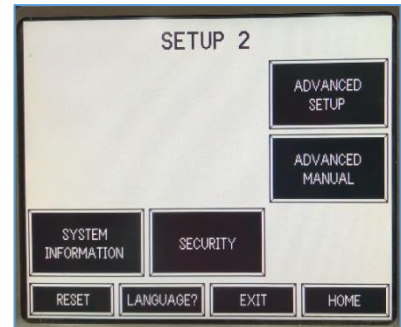 SETUP 2
ADVANCED
SETUP
ADVANCED
MANUAL
SYSTEM
INFORMATION
SECURITY
RESET
LANGUAGE?
EXIT
HOME